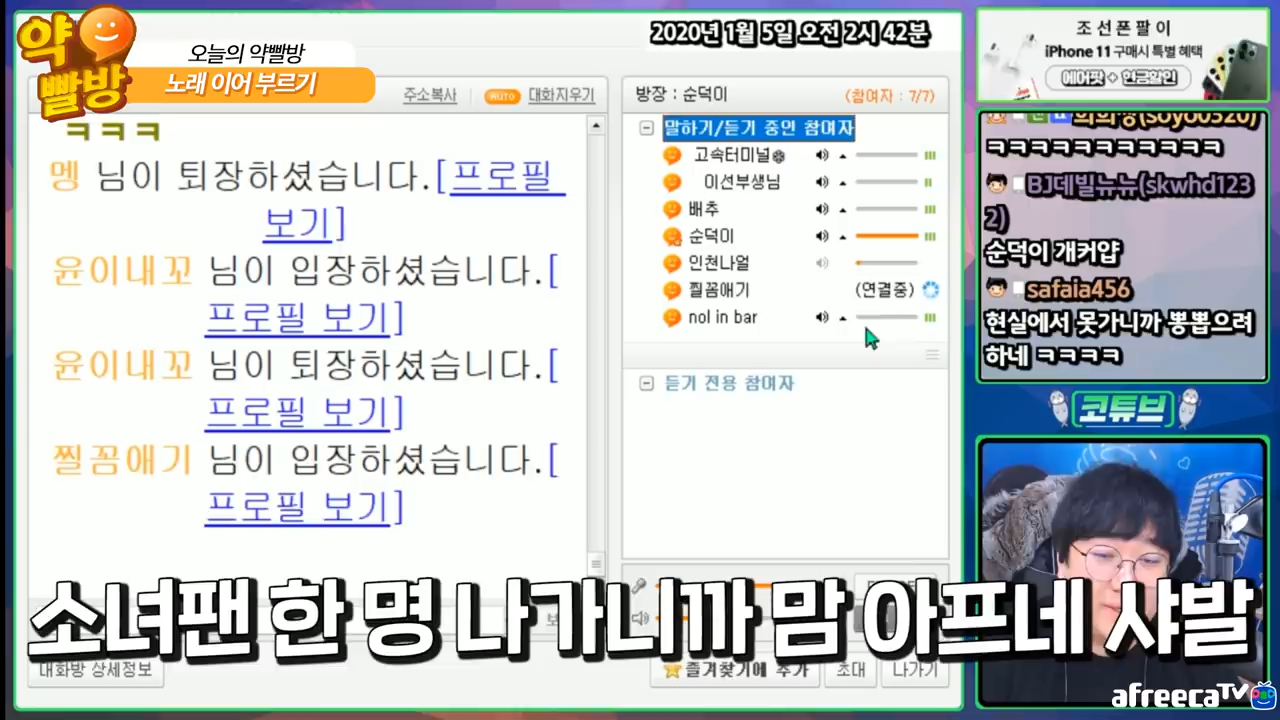 약
빨방
오늘의 약빨방
노래 이어 부르기
2020년 1월 5일 오전 2시 42분
주소복사
AUTO
대화지우기
ㅋㅋㅋ
멩 님이 퇴장하셨습니다.[프로필
보기]
윤이내꼬 님이 입장하셨습니다.[
프로필 보기]
윤이내꼬 님이 퇴장하셨습니다.[
프로필 보기]
찔꼼애기 님이 입장하셨습니다.[
프로필 보기]
방장 : 순덕이
(참여자 : 7/7)
말하기/듣기 중인 참여자
고속터미널
이선부생님
배추
순덕이
인천나얼
찔꼼애기
(연결중)
nol in bar
듣기 전용 참여자
소녀팬 한 명 나가니까 맘 아프네 샤발
대화방 상세정보
즐겨찾기에 추가
초대
나가기
조선폰팔이
iPhone 11 구매시 특별 혜택
에어팟 + 현금할인
(soyo0320)
ㅋㅋㅋㅋㅋㅋㅋㅋㅋㅋㅋ
BJ데빌뉴뉴(skwhd123
2)
순덕이 개커얍
safaia456
현실에서 못가니까 뽕뽑으려
하네 ㅋㅋㅋㅋ
코튜브
afreecaTV